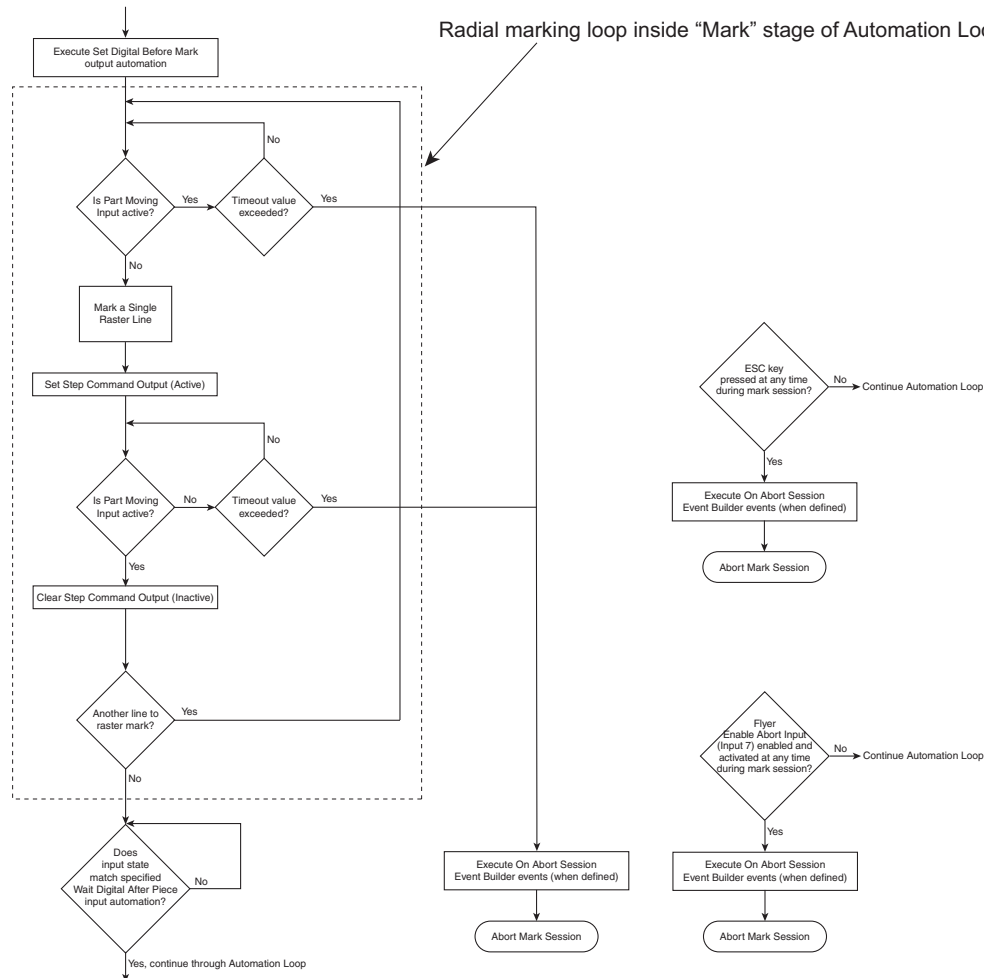 Radial marking loop inside “Mark” stage of Automation Loo
Execute Set Digital Before Mark
output automation
No
Is Part Moving
Input active?
Yes
Timeout value
exceeded?
Yes
No
Mark a Single
Raster Line
Set Step Command Output (Active)
No
Is Part Moving
Input active?
No
Timeout value
exceeded?
Yes
Yes
Clear Step Command Output (Inactive)
Another line to
raster mark?
Yes
No
Does
input state
match specified
Wait Digital After Piece
input automation?
No
Yes, continue through Automation Loop
Execute On Abort Session
Event Builder events (when defined)
Abort Mark Session
ESC key
pressed at any time
during mark session?
No
Continue Automation Loop
Yes
Execute On Abort Session
Event Builder events (when defined)
Abort Mark Session
Flyer
Enable Abort Input
(Input 7) enabled and
activated at any time
during mark session?
No
Continue Automation Loop
Yes
Execute On Abort Session
Event Builder events (when defined)
Abort Mark Session